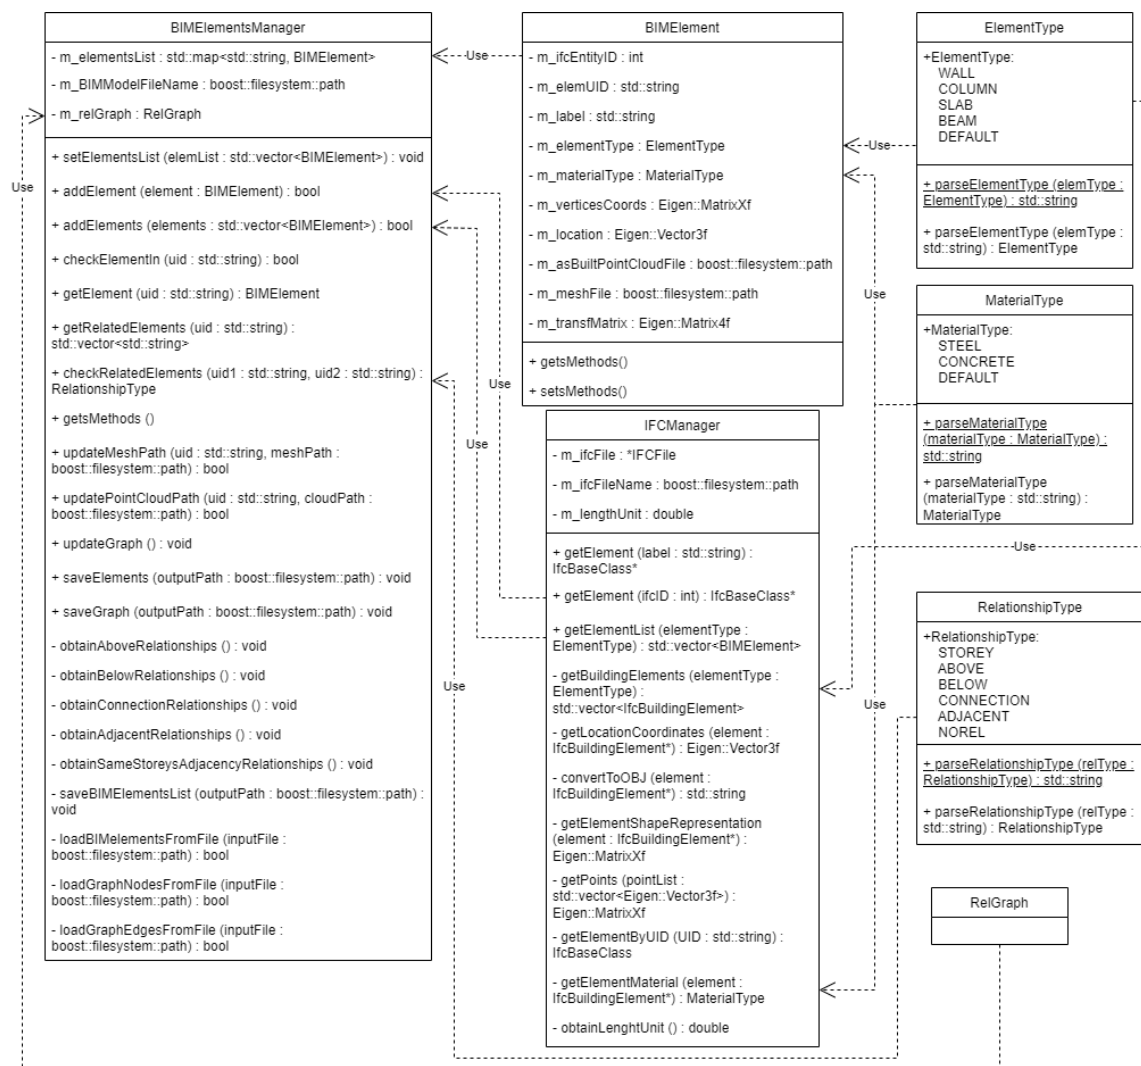 BIMElementsManager
- m_elementsList : std::map<std::string, BIMElement>
- m_BIMModelFileName : boost::filesystem::path
- m_relGraph : RelGraph
+ setElementsList (elemList : std::vector<BIMElement>) : void
+ addElement (element : BIMElement) : bool
+ addElements (elements : std::vector<BIMElement>) : bool
+ checkElementIn (uid : std::string) : bool
+ getElement (uid : std::string) : BIMElement
+ getRelatedElements (uid : std::string) :
std::vector<std::string>
+ checkRelatedElements (uid1 : std::string, uid2 : std::string) :
RelationshipType
+ getsMethods ()
+ updateMeshPath (uid : std::string, meshPath :
boost::filesystem::path) : bool
+ updatePointCloudPath (uid : std::string, cloudPath :
boost::filesystem::path) : bool
+ updateGraph () : void
+ saveElements (outputPath : boost::filesystem::path) : void
+ saveGraph (outputPath : boost::filesystem::path) : void
- obtainAboveRelationships () : void
- obtainBelowRelationships () : void
- obtainConnectionRelationships () : void
- obtainAdjacentRelationships () : void
- obtainSameStoreysAdjacencyRelationships () : void
- saveBIMElementsList (outputPath : boost::filesystem::path) :
void
- loadBIMelementsFromFile (inputFile :
boost::filesystem::path) : bool
- loadGraphNodesFromFile (inputFile :
boost::filesystem::path) : bool
- loadGraphEdgesFromFile (inputFile :
boost::filesystem::path) : bool
Use
Use
Use
Use
Use
BIMElement
- m_ifcEntityID : int
- m_elemUID : std::string
- m_label : std::string
- m_elementType : ElementType
- m_materialType : MaterialType
- m_verticesCoords : Eigen::MatrixXf
- m_location : Eigen::Vector3f
- m_asBuiltPointCloudFile : boost::filesystem::path
- m_meshFile : boost::filesystem::path
- m_transfMatrix : Eigen::Matrix4f
+ getsMethods()
+ setsMethods()
IFCManager
- m_ifcFile : *IFCFile
- m_ifcFileName : boost::filesystem::path
- m_lengthUnit : double
+ getElement (label : std::string) :
IfcBaseClass*
+ getElement (ifcID : int) : IfcBaseClass*
+ getElementList (elementType :
ElementType) : std::vector<BIMElement>
- getBuildingElements (elementType :
ElementType) :
std::vector<IfcBuildingElement>
- getLocationCoordinates (element :
IfcBuildingElement*) : Eigen::Vector3f
- convertToOBJ (element :
IfcBuildingElement*) : std::string
- getElementShapeRepresentation
(element : IfcBuildingElement*) :
Eigen::MatrixXf
- getPoints (pointList :
std::vector<Eigen::Vector3f>) :
Eigen::MatrixXf
- getElementByUID (UID : std::string) :
IfcBaseClass
- getElementMaterial (element :
IfcBuildingElement*) : MaterialType
- obtainLenghtUnit () : double
Use
Use
Use
Use
ElementType
+ElementType:
WALL
COLUMN
SLAB
BEAM
DEFAULT
+ parseElementType (elemType :
ElementType) : std::string
+ parseElementType (elemType :
std::string) : ElementType
MaterialType
+MaterialType:
STEEL
CONCRETE
DEFAULT
+ parseMaterialType
(materialType : MaterialType) :
std::string
+ parseMaterialType
(materialType : std::string) :
MaterialType
RelationshipType
+RelationshipType:
STOREY
ABOVE
BELOW
CONNECTION
ADJACENT
NOREL
+ parseRelationshipType (relType :
RelationshipType) : std::string
+ parseRelationshipType (relType :
std::string) : RelationshipType
RelGraph